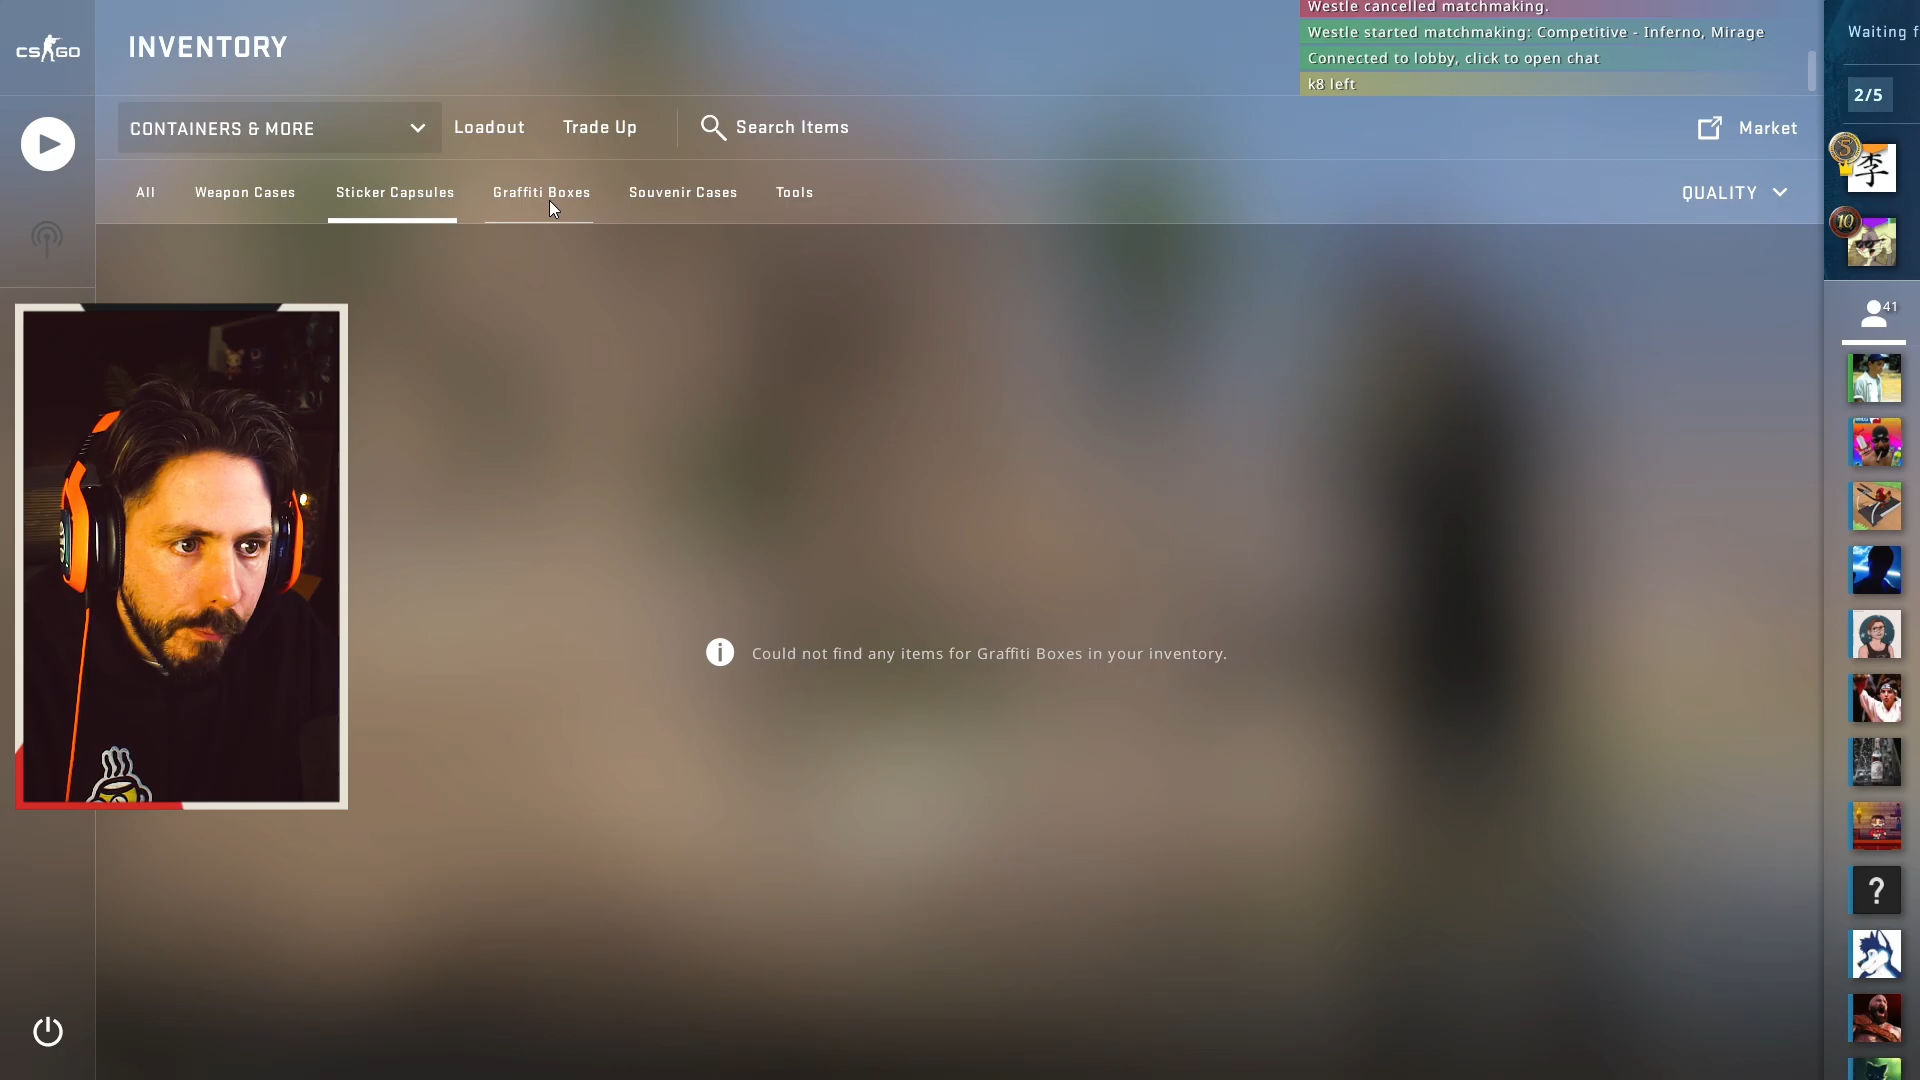 CS GO
INVENTORY
Westle cancelled matchmaking.
Westle started matchmaking: Competitive - Inferno, Mirage
Connected to lobby, click to open chat
k8 left
Waiting f
2/5
CONTAINERS & MORE
Loadout
Trade Up
Search Items
Market
All
Weapon Cases
Sticker Capsules
Graffiti Boxes
Souvenir Cases
Tools
QUALITY
5
李
10
41
Could not find any items for Graffiti Boxes in your inventory.
?